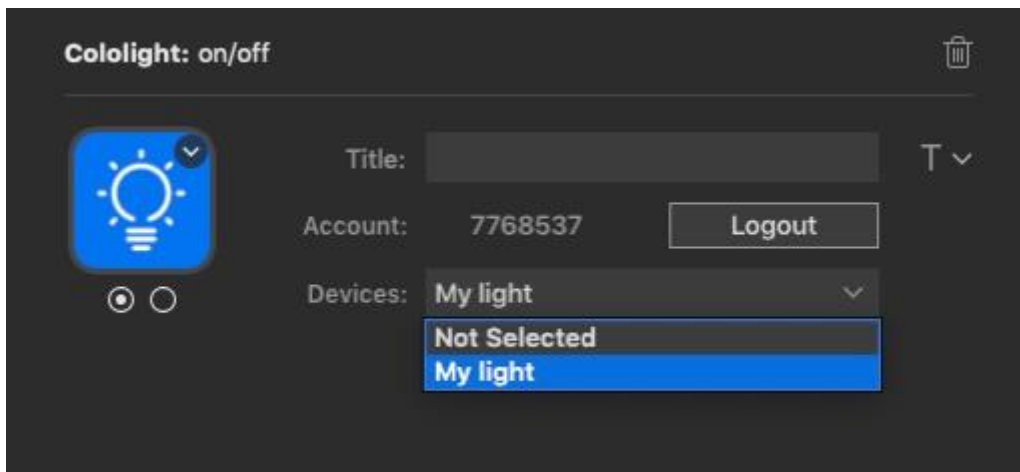 Cololight: on/off
Title:
T
Account: 7768537 Logout
Devices: My light
Not Selected
My light